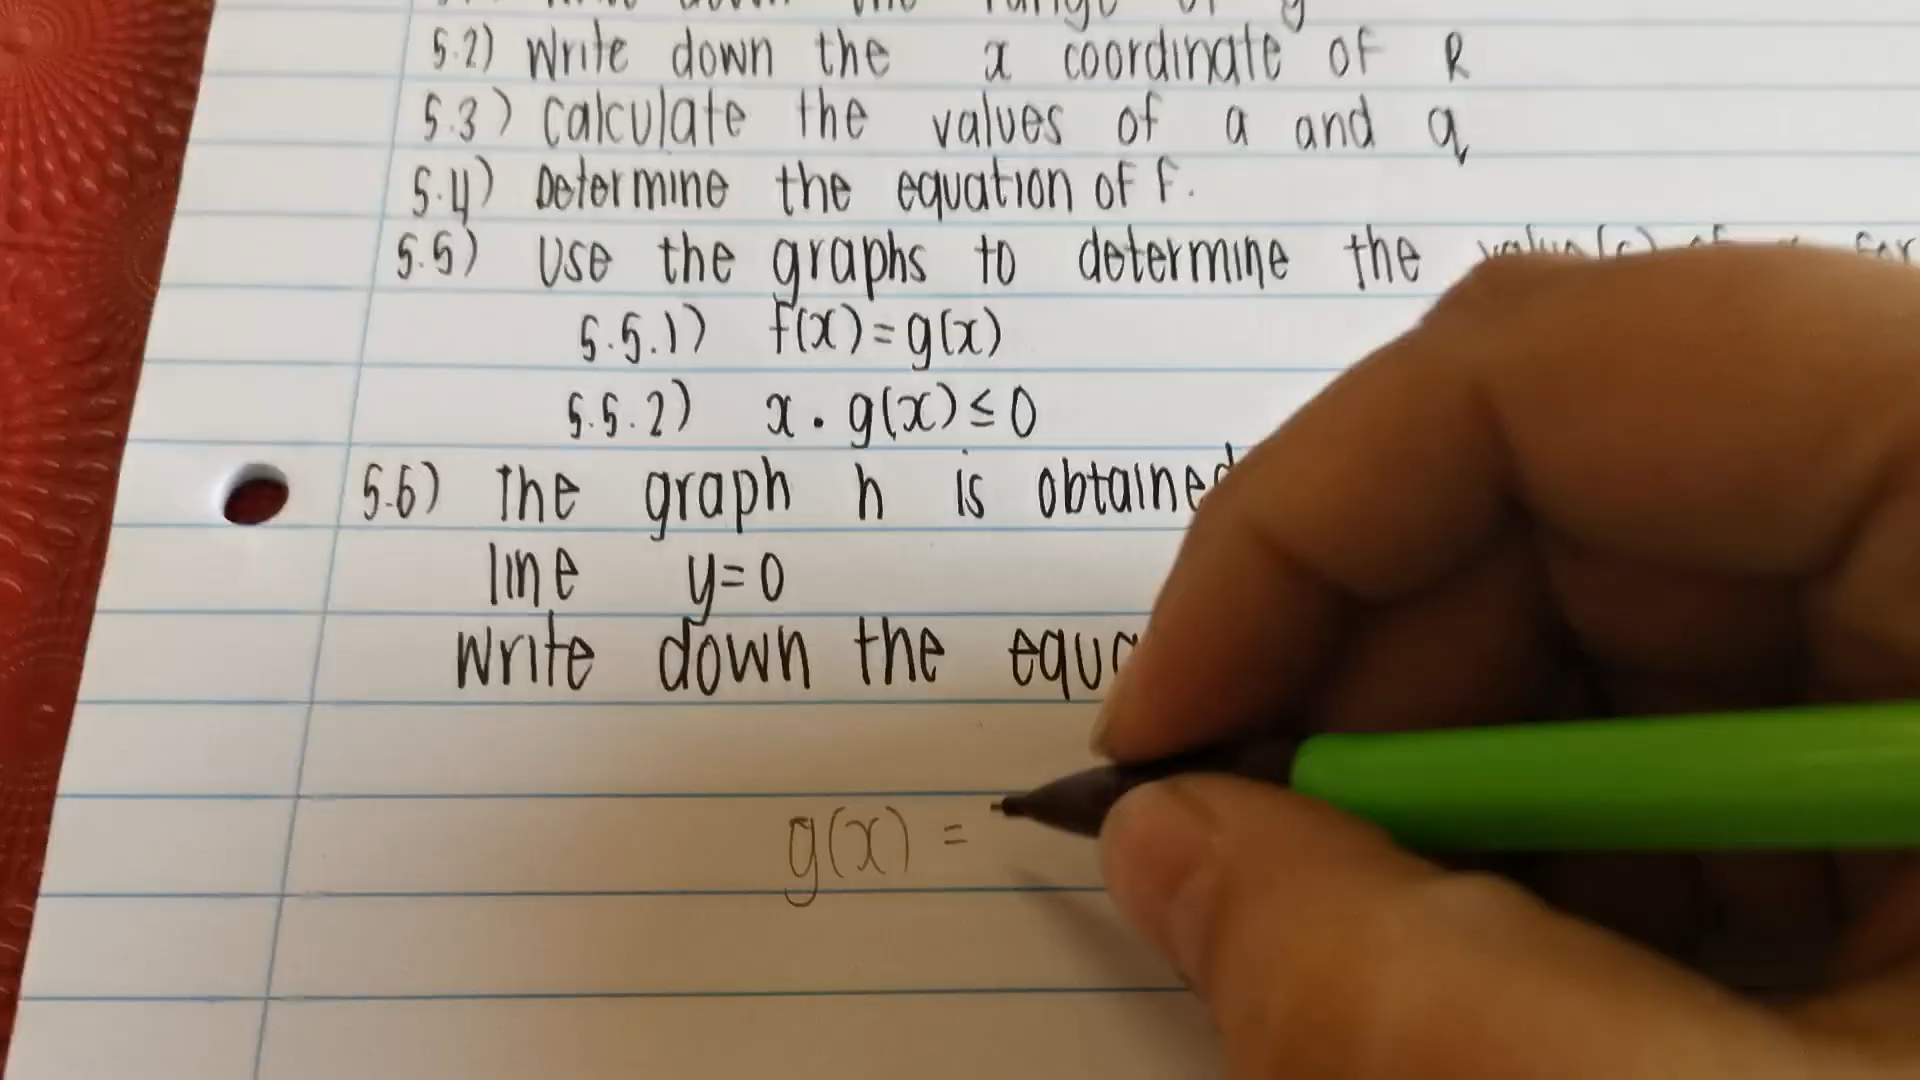 range of g
5.2) Write down the x coordinate of R
5.3) Calculate the values of a and q
5.4) Determine the equation of f.
5.5) Use the graphs to determine the
5.5.1) f(x) = g(x)
5.5.2) x . g(x) ≤ 0
5.6) The graph h is obtained
line y=0
Write down the
g(x) =